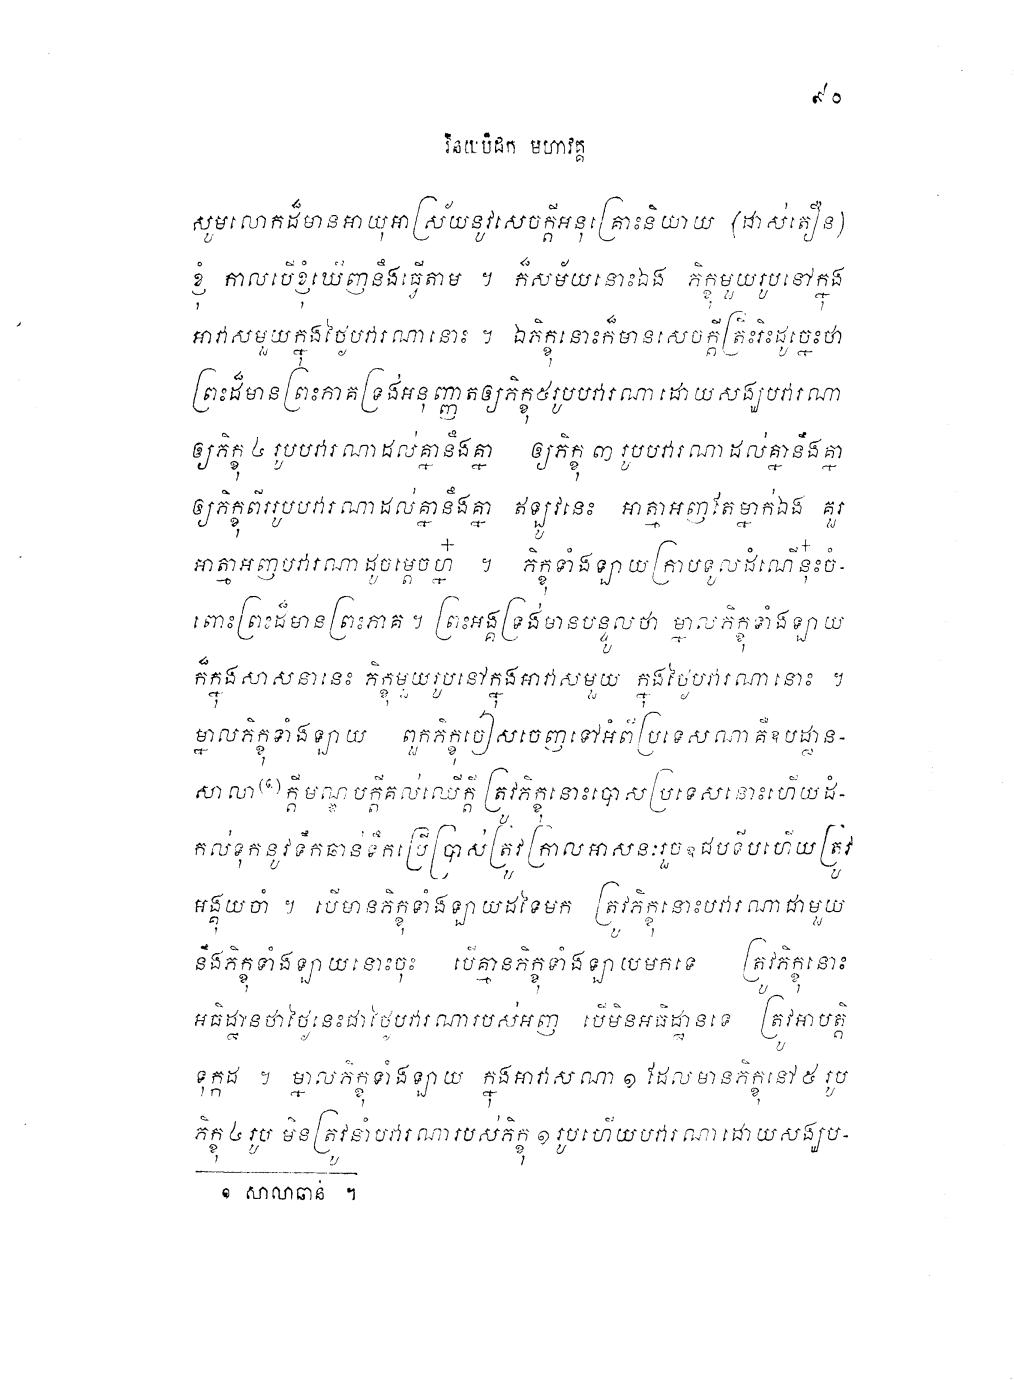 ៩០
វិនយបិដក មហាវគ្គ
សូមលោកដ៏មានអាយុអាស្រ័យនូវសេចក្តីអនុគ្រោះនិយាយ (ដាស់តឿន)
ខ្ញុំ កាលបើខ្ញុំឃើញនឹងធ្វើតាម ។ ក៏សម័យនោះឯង ភិក្ខុមួយរូបនៅក្នុង
អាវាសមួយក្នុងថ្ងៃបវារណានោះ ។ ឯភិក្ខុនោះក៏មានសេចក្តីត្រិះរិះដូច្នេះថា
ព្រះដ៏មានព្រះភាគទ្រង់អនុញ្ញាតឲ្យភិក្ខុ៥រូបបវារណាដោយសង្ឃបវារណា
ឲ្យភិក្ខុ ៤ រូបបវារណាដល់គ្នានឹងគ្នា ឲ្យភិក្ខុ ៣ រូបបវារណាដល់គ្នានឹងគ្នា
ឲ្យភិក្ខុពីររូបបវារណាដល់គ្នានឹងគ្នា ឥឡូវនេះ អាត្មាអញតែម្នាក់ឯង គួរ
អាត្មាអញបវារណាដូចម្តេចហ្ន៎ ។ ភិក្ខុទាំងឡាយក្រាបទូលដំណើរនុ៎ះចំ-
ពោះព្រះដ៏មានព្រះភាគ ។ ព្រះអង្គទ្រង់មានបន្ទូលថា ម្នាលភិក្ខុទាំងឡាយ
ក៏ក្នុងសាសនានេះ ភិក្ខុមួយរូបនៅក្នុងអាវាសមួយ ក្នុងថ្ងៃបវារណានោះ ។
ម្នាលភិក្ខុទាំងឡាយ ពួកភិក្ខុចៀសចេញទៅអំពីប្រទេសណាគឺឧបដ្ឋាន-
សាលា(១)ក្តីមណ្ឌបក្តីគល់ឈើក្តី ត្រូវភិក្ខុនោះបោសប្រទេសនោះហើយដំ-
កល់ទុកនូវទឹកឆាន់ទឹកប្រើប្រាស់ត្រូវក្រាលអាសនៈរួចឧជបទីបហើយត្រូវ
អង្គុយចាំ ។ បើមានភិក្ខុទាំងឡាយដទៃមក ត្រូវភិក្ខុនោះបវារណាជាមួយ
នឹងភិក្ខុទាំងឡាយនោះចុះ បើគ្មានភិក្ខុទាំងឡាយមកទេ ត្រូវភិក្ខុនោះ
អធិដ្ឋានថាថ្ងៃនេះជាថ្ងៃបវារណារបស់អញ បើមិនអធិដ្ឋានទេ ត្រូវអាបត្តិ
ទុក្កដ ។ ម្នាលភិក្ខុទាំងឡាយ ក្នុងអាវាសណា ១ ដែលមានភិក្ខុនៅ ៥ រូប
ភិក្ខុ ៤ រូប មិនត្រូវនាំបវារណារបស់ភិក្ខុ ១ រូបហើយបវារណាដោយសង្ឃប-
១ សាលាឆាន់ ។